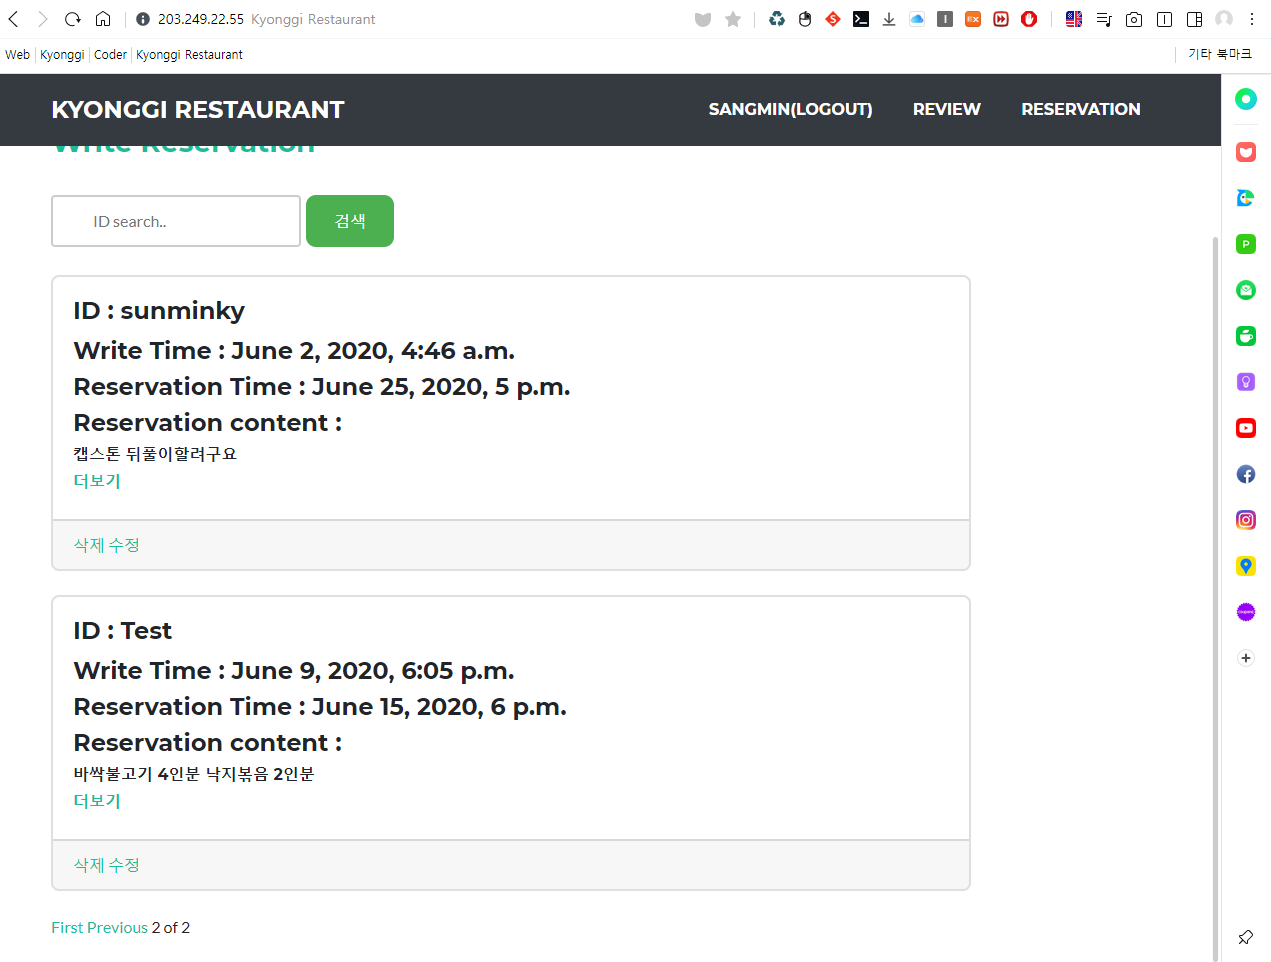 203.249.22.55 Kyonggi Restaurant
Web Kyonggi Coder Kyonggi Restaurant 기타 북마크
KYONGGI RESTAURANT SANGMIN(LOGOUT) REVIEW RESERVATION
Write Reservation
ID search.. 검색
ID : sunminky
Write Time : June 2, 2020, 4:46 a.m.
Reservation Time : June 25, 2020, 5 p.m.
Reservation content :
캡스톤 뒤풀이할려구요
더보기
삭제 수정
ID : Test
Write Time : June 9, 2020, 6:05 p.m.
Reservation Time : June 15, 2020, 6 p.m.
Reservation content :
바싹불고기 4인분 낙지볶음 2인분
더보기
삭제 수정
First Previous 2 of 2